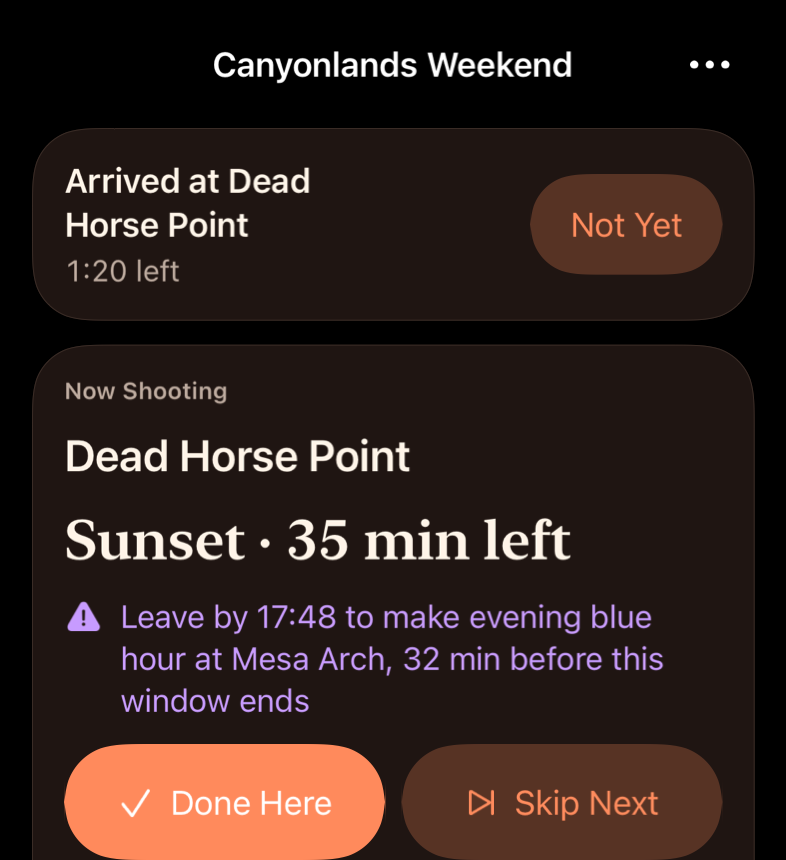 Canyonlands Weekend
Arrived at Dead
Horse Point
1:20 left
Not Yet
Now Shooting
Dead Horse Point
Sunset · 35 min left
Leave by 17:48 to make evening blue
hour at Mesa Arch, 32 min before this
window ends
Done Here
Skip Next